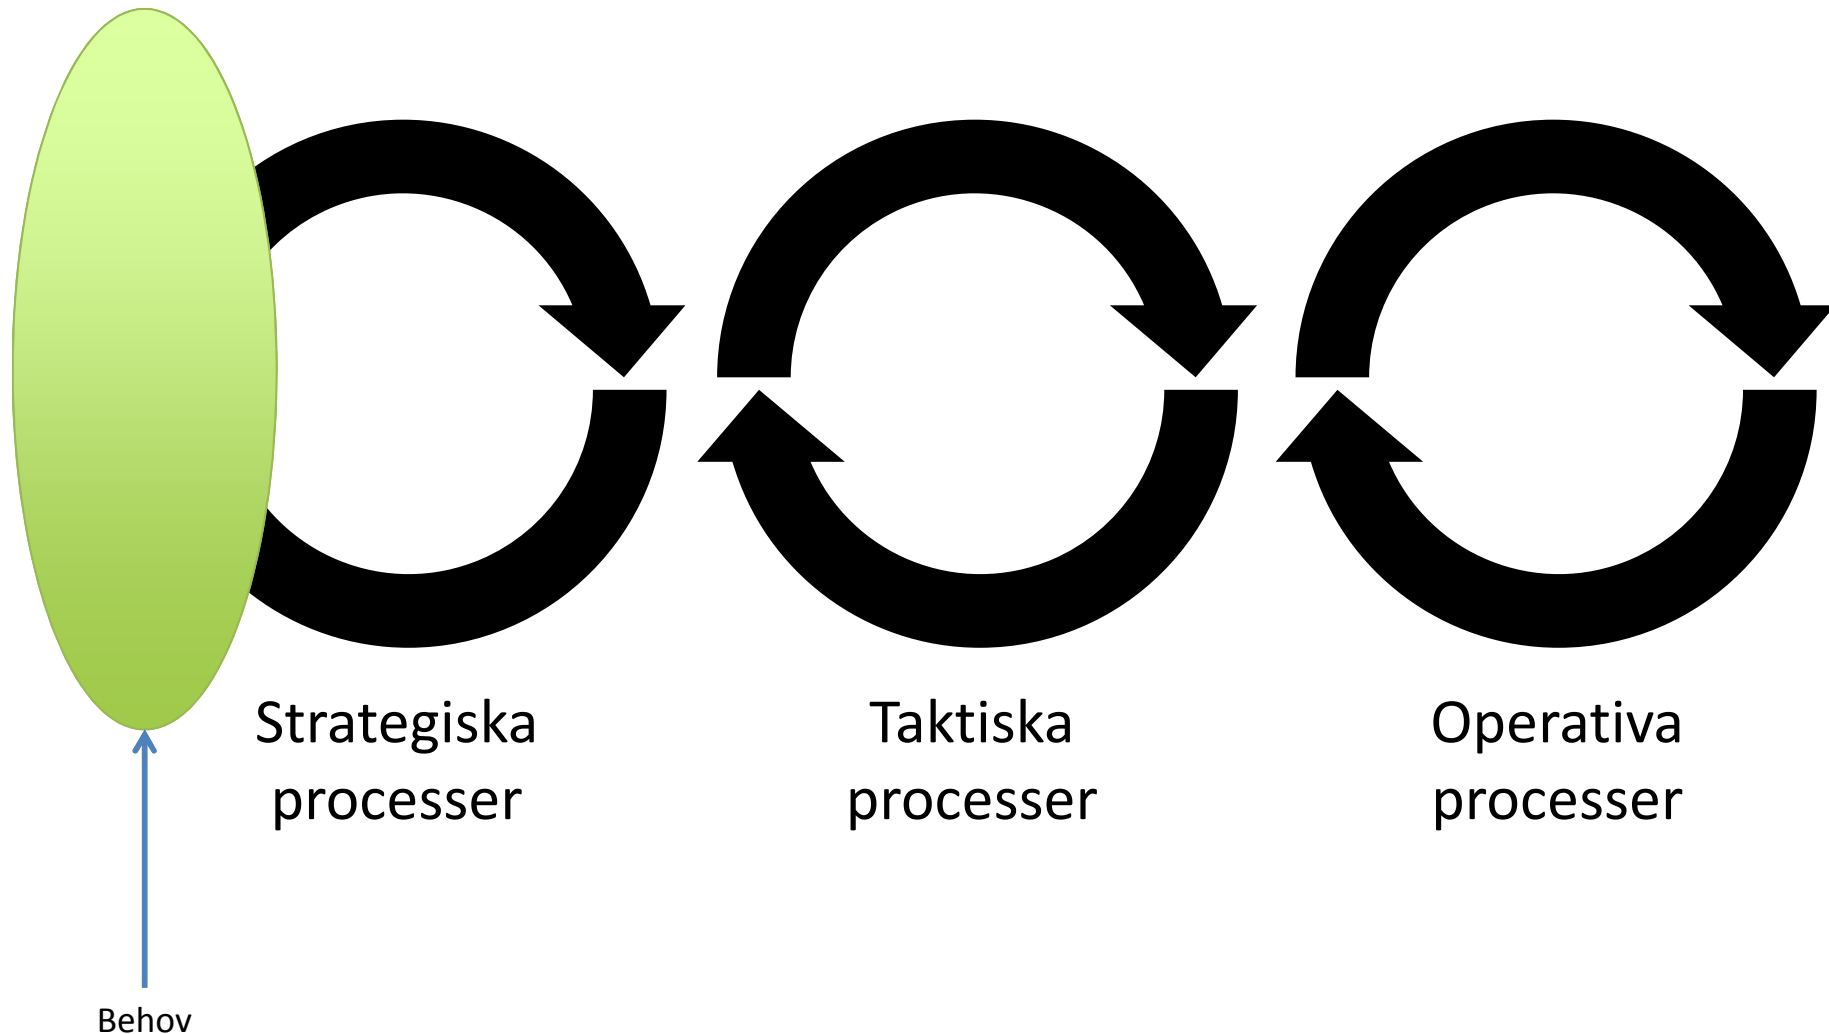 Strategiska
processer
Taktiska
processer
Operativa
processer
Behov